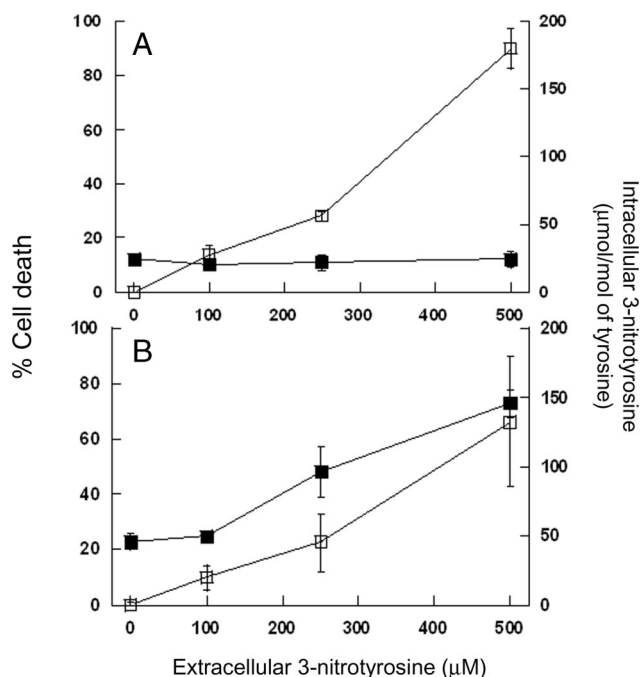 A
100
80
60
40
20
0
200
150
100
50
0
0 100 200 300 400 500
B
100
80
60
40
20
0
200
150
100
50
0
0 100 200 300 400 500
% Cell death
Intracellular 3-nitrotyrosine
(μmol/mol of tyrosine)
Extracellular 3-nitrotyrosine (μM)